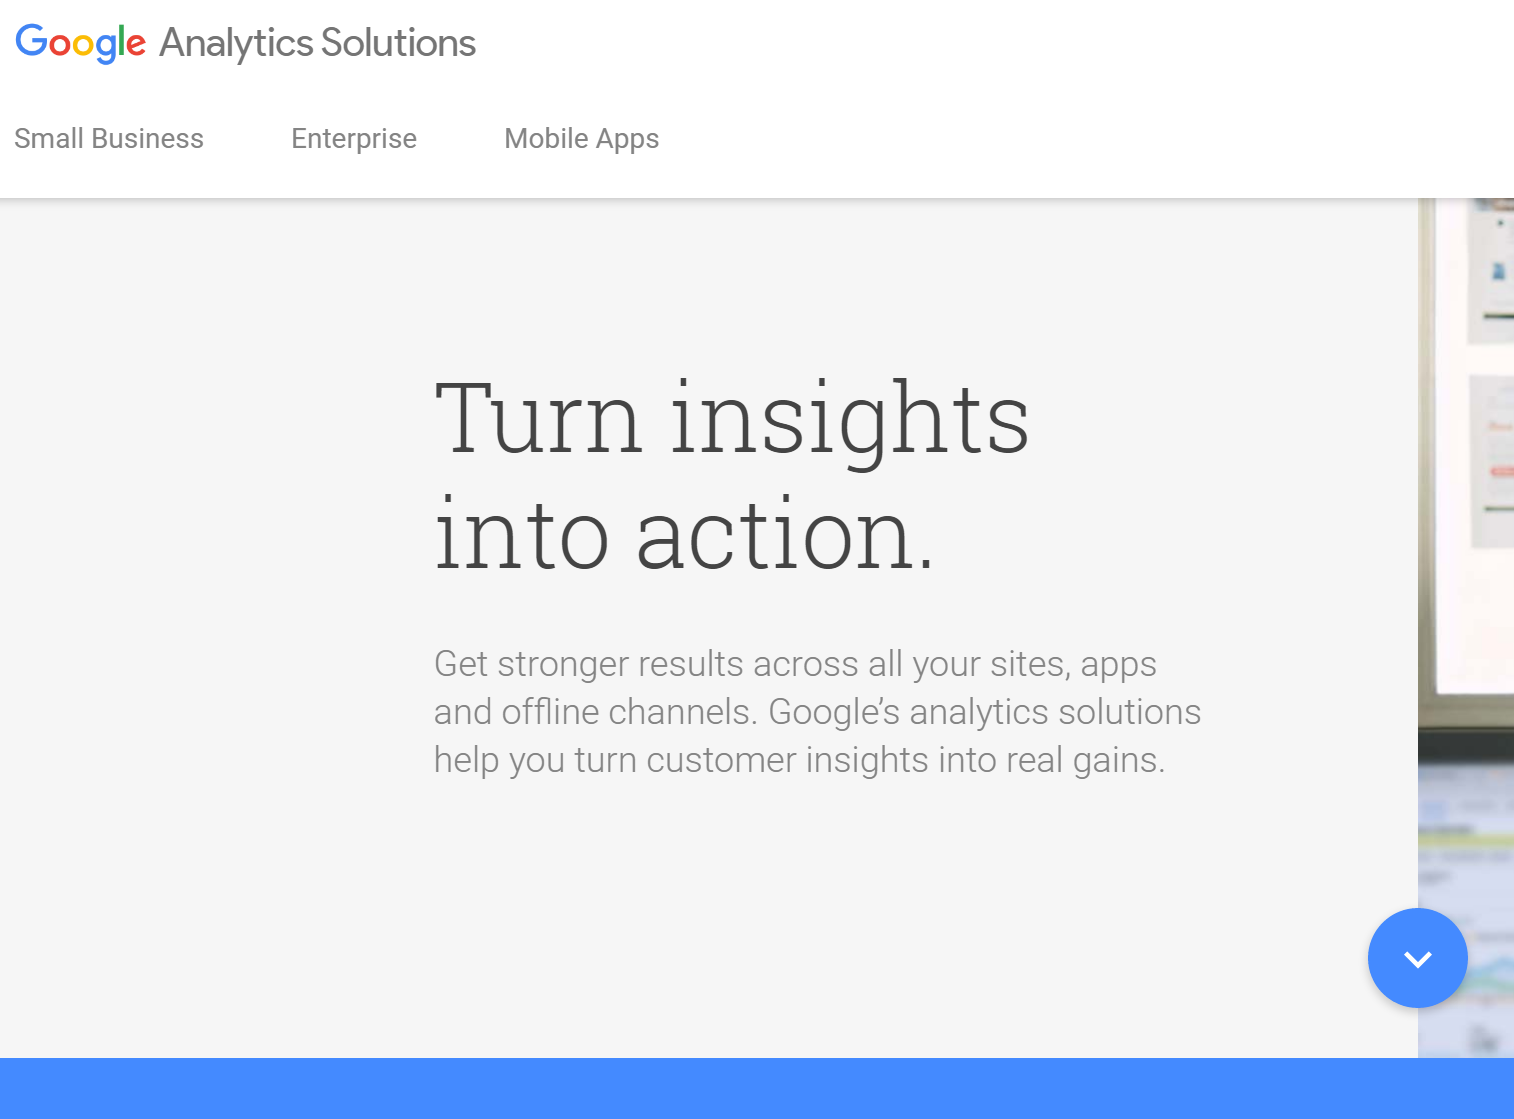 Google Analytics Solutions
Small Business Enterprise Mobile Apps
Turn insights
into action.
Get stronger results across all your sites, apps
and offline channels. Google’s analytics solutions
help you turn customer insights into real gains.